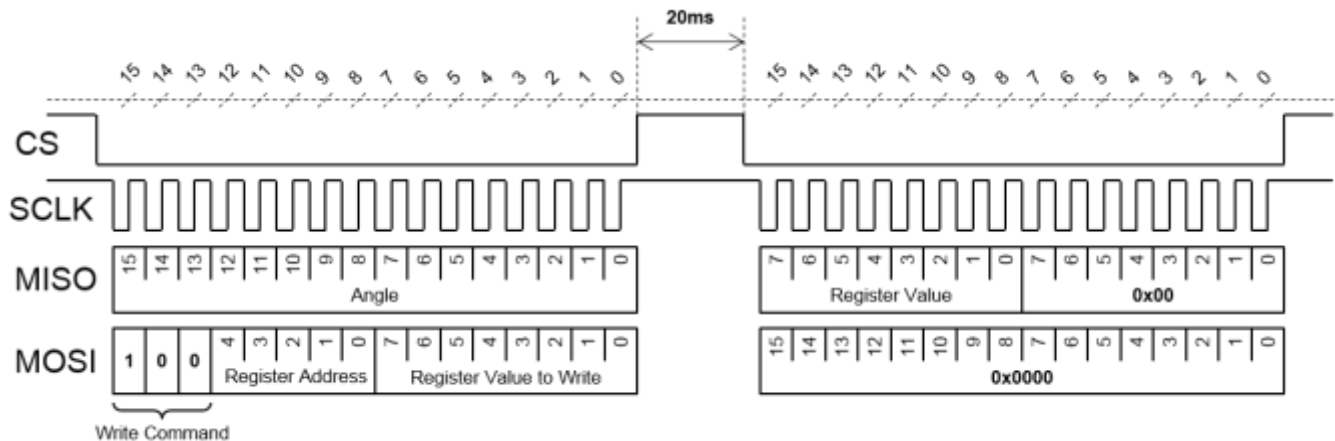 20ms
15 14 13 12 11 10 9 8 7 6 5 4 3 2 1 0 15 14 13 12 11 10 9 8 7 6 5 4 3 2 1 0
CS
SCLK
MISO 15 14 13 12 11 10 9 8 7 6 5 4 3 2 1 0 7 6 5 4 3 2 1 0 7 6 5 4 3 2 1 0
Angle Register Value 0x00
MOSI 1 0 0 4 3 2 1 0 7 6 5 4 3 2 1 0 15 14 13 12 11 10 9 8 7 6 5 4 3 2 1 0
Register Address Register Value to Write 0x0000
Write Command